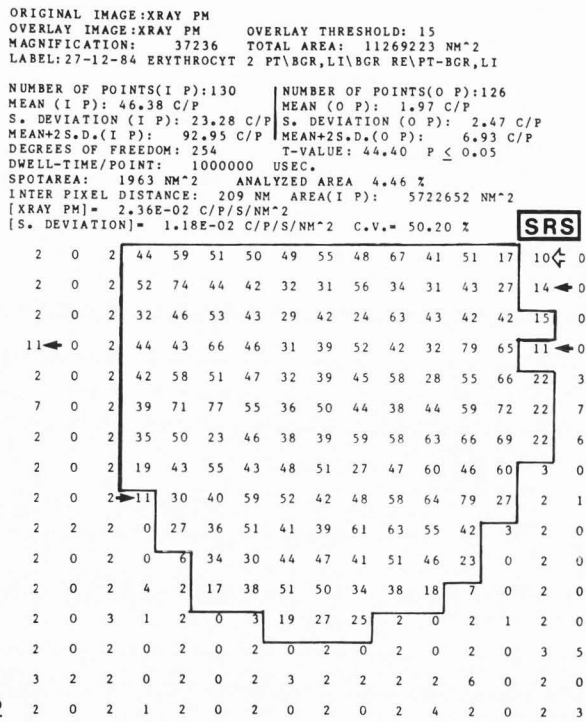 ORIGINAL IMAGE:XRAY PM
OVERLAY IMAGE:XRAY PM OVERLAY THRESHOLD: 15
MAGNIFICATION: 37236 TOTAL AREA: 11269223 NM^2
LABEL:27-12-84 ERYTHROCYT 2 PT\BGR,LI\BGR RE\PT-BGR,LI
NUMBER OF POINTS(I P):130 NUMBER OF POINTS(O P):126
MEAN (I P): 46.38 C/P MEAN (O P): 1.97 C/P
S. DEVIATION (I P): 23.28 C/P S. DEVIATION (O P): 2.47 C/P
MEAN+2S.D.(I P): 92.95 C/P MEAN+2S.D.(O P): 6.93 C/P
DEGREES OF FREEDOM: 254 T-VALUE: 44.40 P ≤ 0.05
DWELL-TIME/POINT: 1000000 USEC.
SPOTAREA: 1963 NM^2 ANALYZED AREA 4.46 %
INTER PIXEL DISTANCE: 209 NM AREA(I P): 5722652 NM^2
[XRAY PM]= 2.36E-02 C/P/S/NM^2
[S. DEVIATION]= 1.18E-02 C/P/S/NM^2 C.V.= 50.20 %
SRS
2 0 2 44 59 51 50 49 55 48 67 41 51 17 10 0
2 0 2 52 74 44 42 32 31 56 34 31 43 27 14 0
2 0 2 32 46 53 43 29 42 24 63 43 42 42 15 0
11 0 2 44 43 66 46 31 39 52 42 32 79 65 11 0
2 0 2 42 58 51 47 32 39 45 58 28 55 66 22 3
7 0 2 39 71 77 55 36 50 44 38 44 59 72 22 7
2 0 2 35 50 23 46 38 39 59 58 63 66 69 22 6
2 0 2 19 43 55 43 48 51 27 47 60 46 60 3 0
2 0 2 11 30 40 59 52 42 48 58 64 79 27 2 1
2 2 2 0 27 36 51 41 39 61 63 55 42 3 2 0
2 0 2 0 6 34 30 44 47 41 51 46 23 0 2 0
2 0 2 4 2 17 38 51 50 34 38 18 7 0 2 0
2 0 3 1 2 0 3 19 27 25 2 0 2 1 2 0
2 0 2 0 2 0 2 0 2 0 2 0 2 0 3 5
3 2 2 0 2 0 2 3 2 2 2 2 6 0 2 0
2 0 2 1 2 0 2 0 2 0 2 4 2 0 2 3